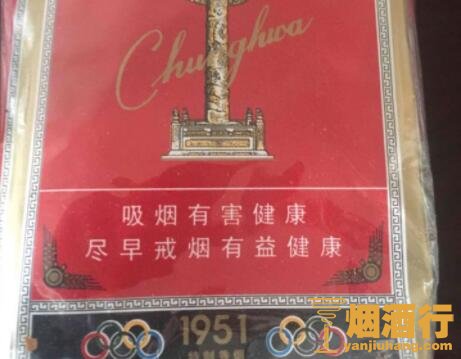 Chunghwa
吸烟有害健康
尽早戒烟有益健康
1951
烟酒行
yanjiuhang.com